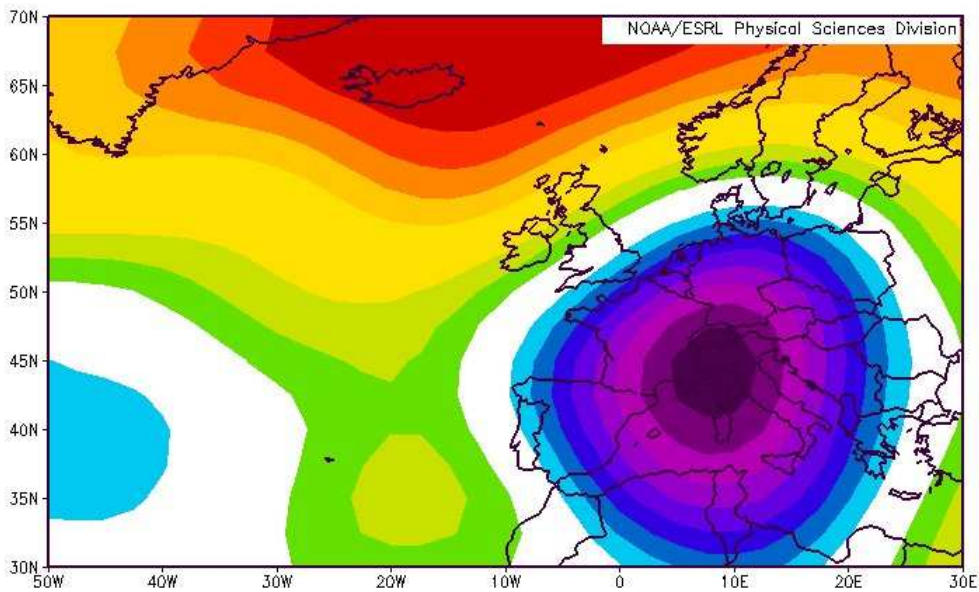 NOAA/ESRL Physical Sciences Division
70N
65N
60N
55N
50N
45N
40N
35N
30N
50W 40W 30W 20W 10W 0 10E 20E 30E